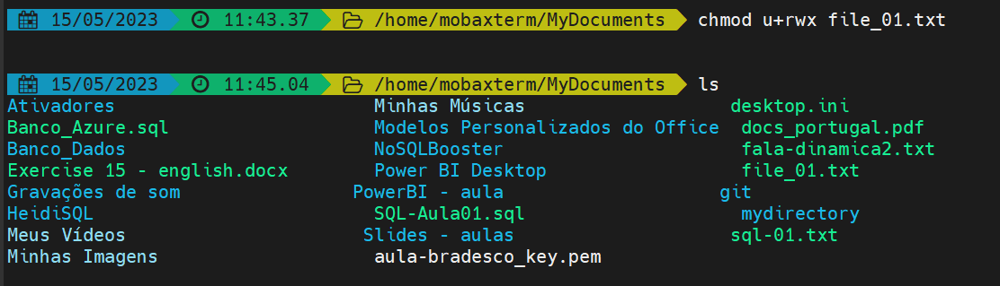 15/05/2023 11:43.37 /home/mobaxterm/MyDocuments chmod u+rwx file_01.txt
15/05/2023 11:45.04 /home/mobaxterm/MyDocuments ls
Ativadores Minhas Músicas desktop.ini
Banco_Azure.sql Modelos Personalizados do Office docs_portugal.pdf
Banco_Dados NoSQLBooster fala-dinamica2.txt
Exercise 15 - english.docx Power BI Desktop file_01.txt
Gravações de som PowerBI - aula git
HeidiSQL SQL-Aula01.sql mydirectory
Meus Vídeos Slides - aulas sql-01.txt
Minhas Imagens aula-bradesco_key.pem